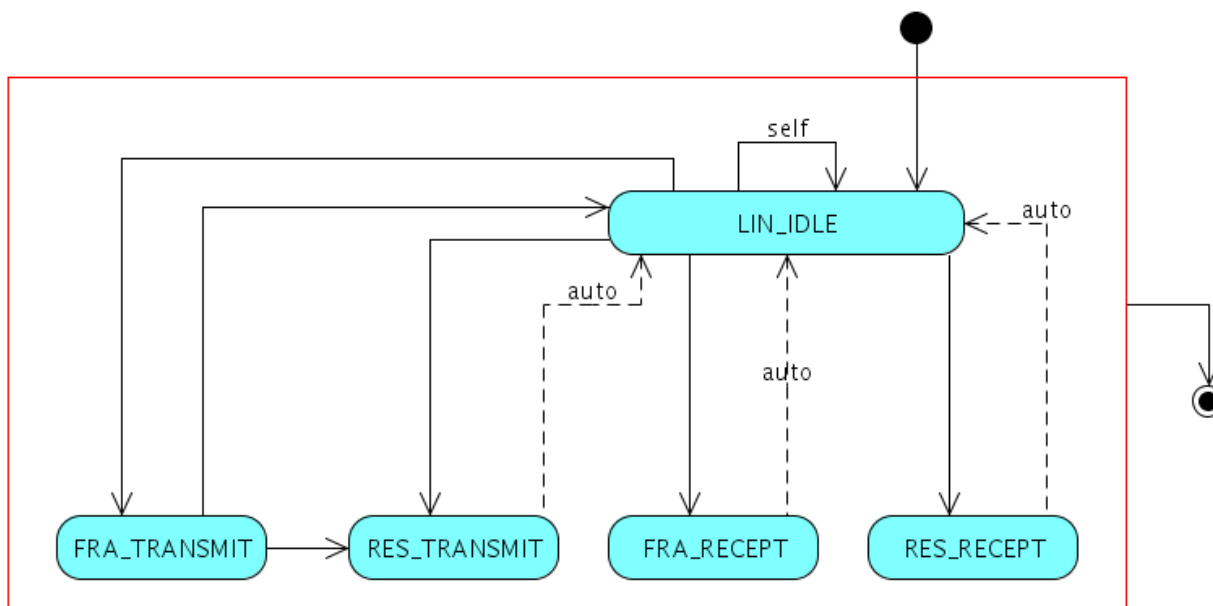 self
LIN_IDLE
auto
auto
auto
FRA_TRANSMIT
RES_TRANSMIT
FRA_RECEPT
RES_RECEPT